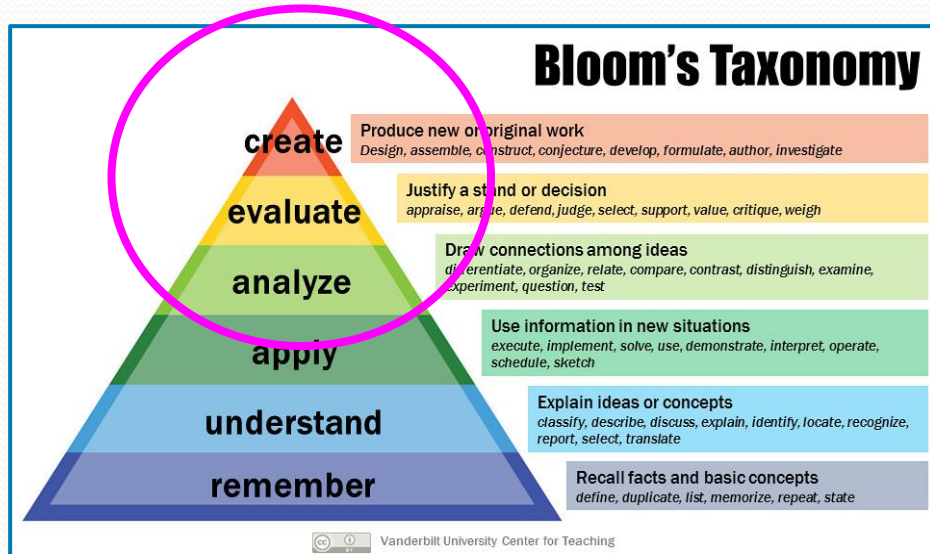 Bloom's Taxonomy
create
Produce new or original work
Design, assemble, construct, conjecture, develop, formulate, author, investigate
evaluate
Justify a stand or decision
appraise, argue, defend, judge, select, support, value, critique, weigh
analyze
Draw connections among ideas
differentiate, organize, relate, compare, contrast, distinguish, examine,
experiment, question, test
apply
Use information in new situations
execute, implement, solve, use, demonstrate, interpret, operate,
schedule, sketch
understand
Explain ideas or concepts
classify, describe, discuss, explain, identify, locate, recognize,
report, select, translate
remember
Recall facts and basic concepts
define, duplicate, list, memorize, repeat, state
cc BY
Vanderbilt University Center for Teaching